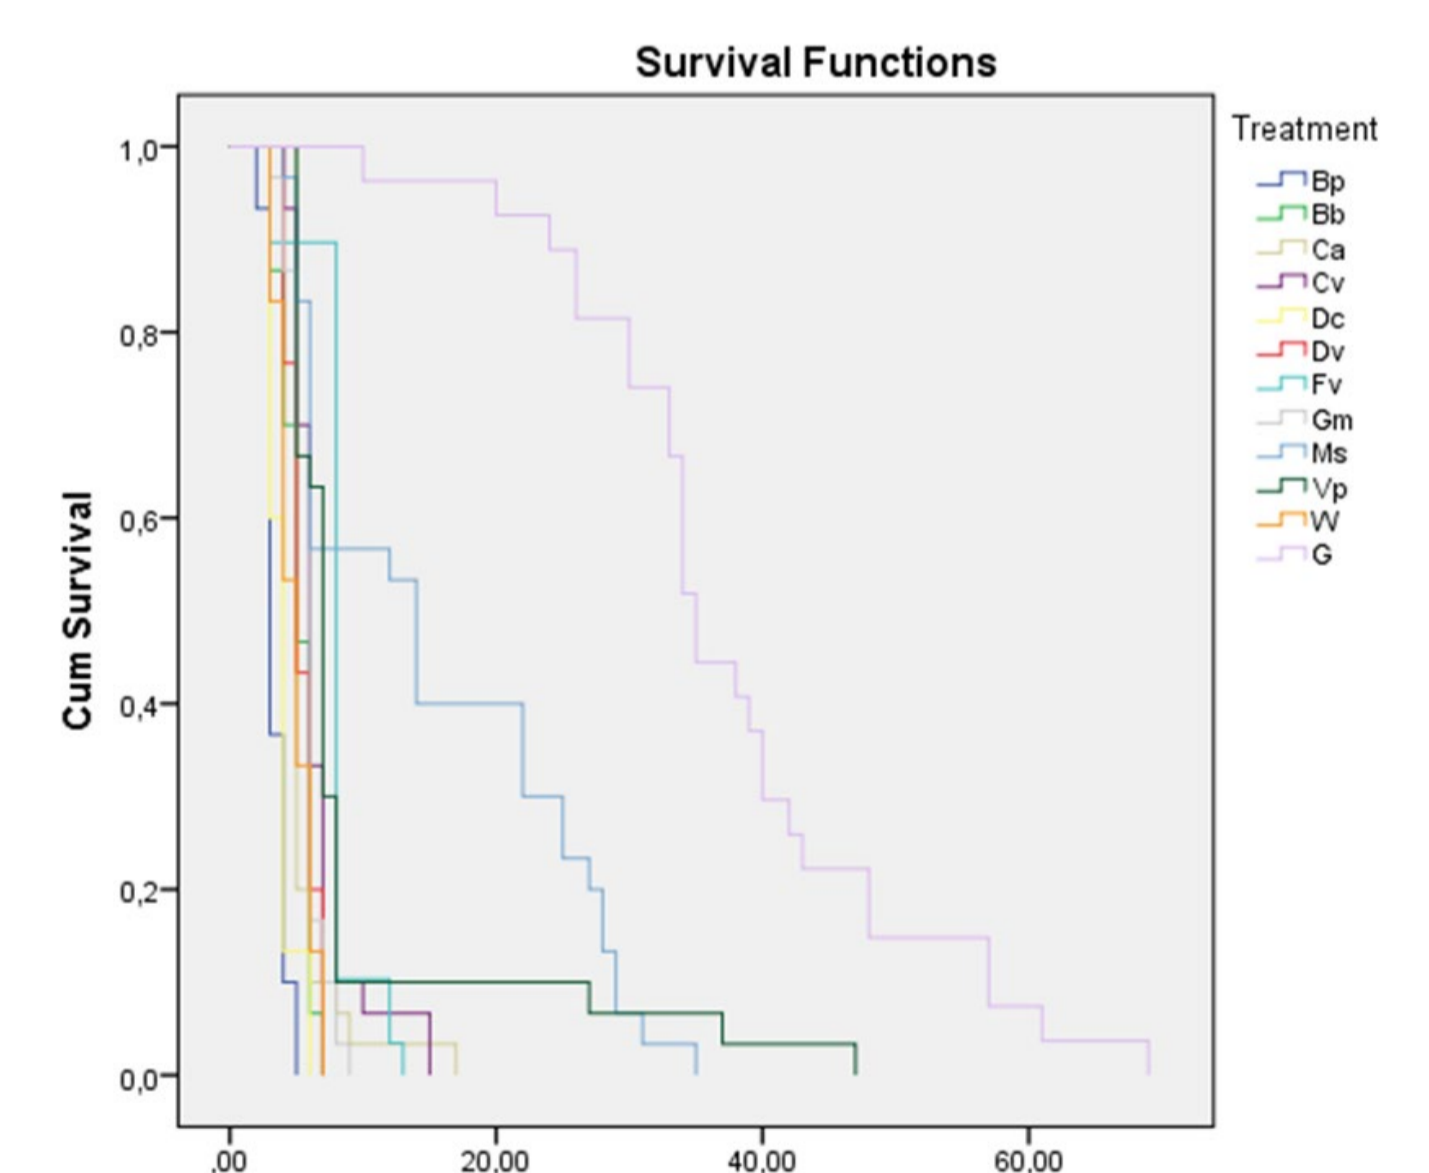 Survival Functions
Treatment
Bp
Bb
Ca
Cv
Dc
Dv
Fv
Gm
Ms
Vp
W
G
Cum Survival
1,0
0,8
0,6
0,4
0,2
0,0
,00 20,00 40,00 60,00